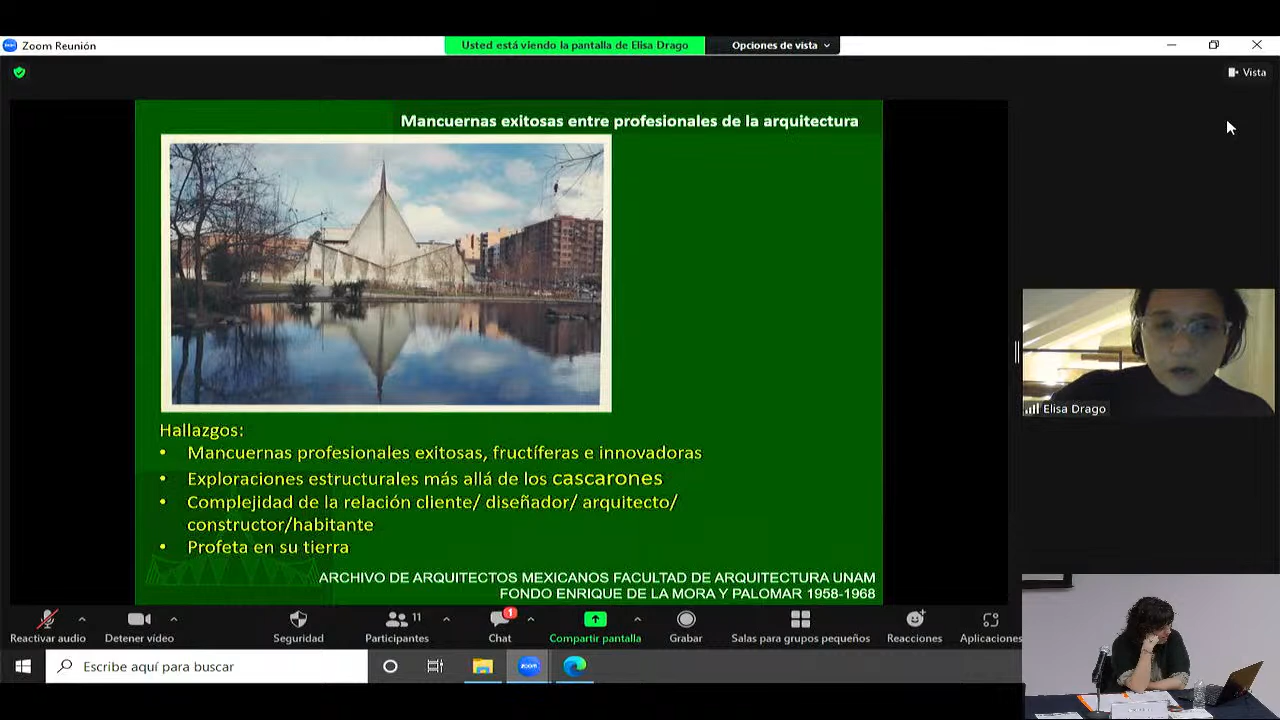 Zoom Reunión
Usted está viendo la pantalla de Elisa Drago
Opciones de vista
Vista
Mancuernas exitosas entre profesionales de la arquitectura
Hallazgos:
• Mancuernas profesionales exitosas, fructíferas e innovadoras
• Exploraciones estructurales más allá de los cascarones
• Complejidad de la relación cliente/ diseñador/ arquitecto/
constructor/habitante
• Profeta en su tierra
ARCHIVO DE ARQUITECTOS MEXICANOS FACULTAD DE ARQUITECTURA UNAM
FONDO ENRIQUE DE LA MORA Y PALOMAR 1958-1968
Elisa Drago
Reactivar audio
Detener vídeo
Seguridad
11
Participantes
1
Chat
Compartir pantalla
Grabar
Salas para grupos pequeños
Reacciones
Aplicaciones
Escribe aquí para buscar
zoom